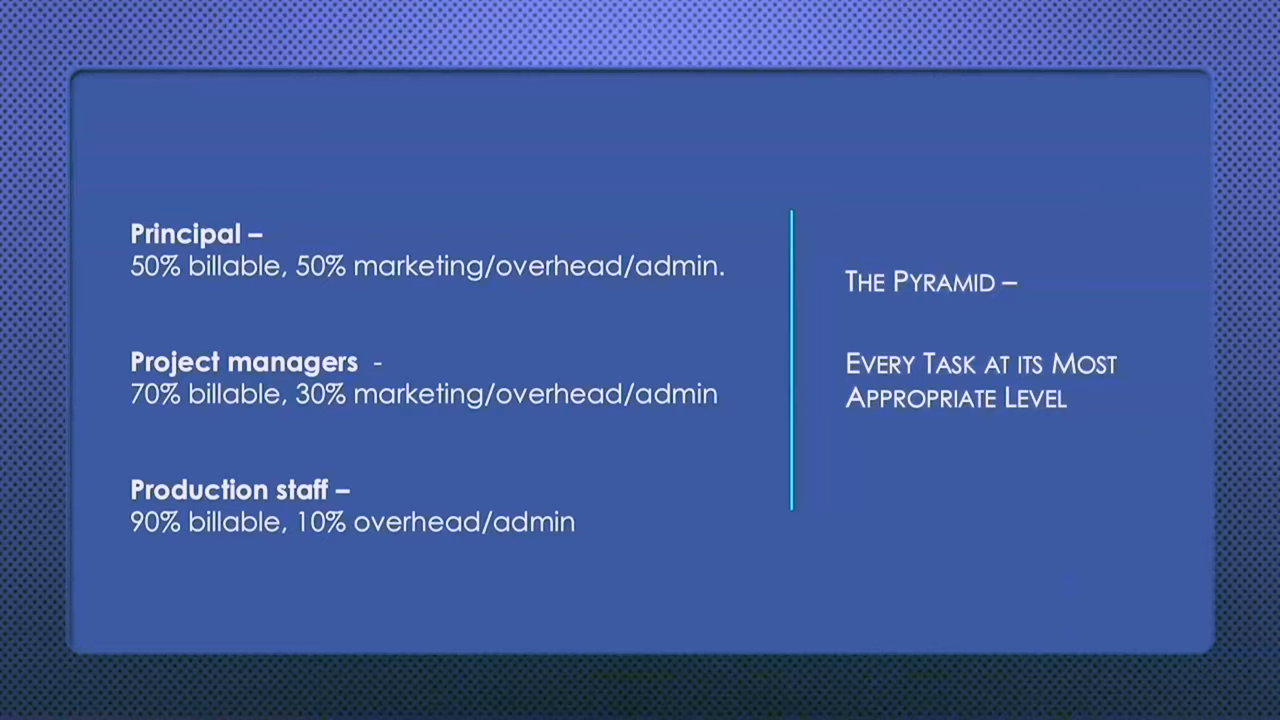 Principal –
50% billable, 50% marketing/overhead/admin.
Project managers -
70% billable, 30% marketing/overhead/admin
Production staff –
90% billable, 10% overhead/admin
The Pyramid –
Every Task at its Most
Appropriate Level